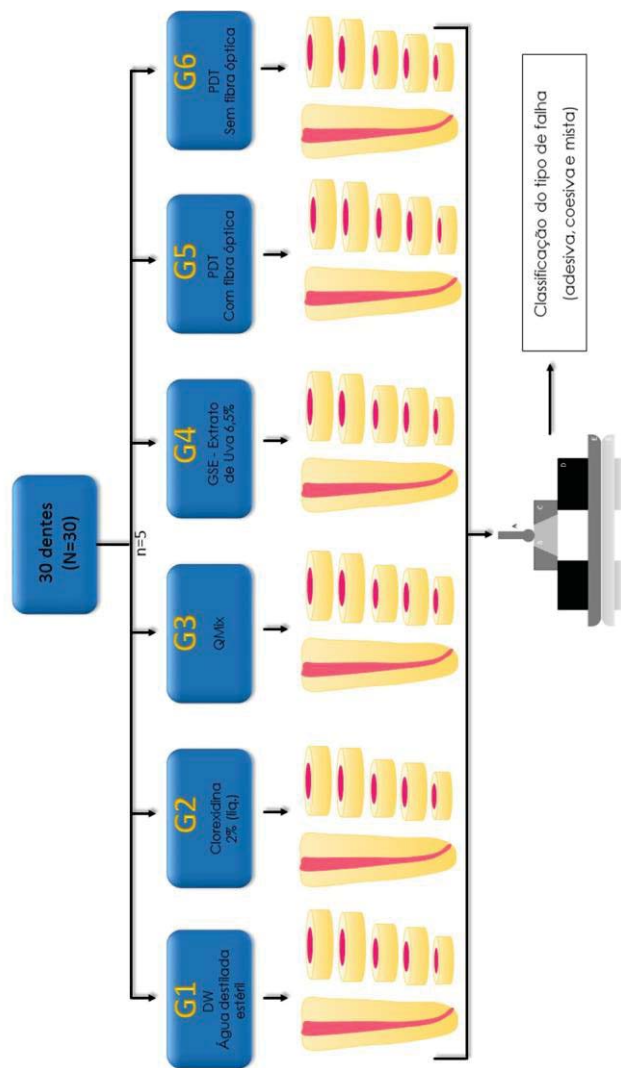 30 dentes
(N=30)
n=5
G1
DW
Água destilada
estéril
G2
Clorexidina
2% (liq.)
G3
QMix
G4
GSE - Extrato
de Uva 6,5%
G5
PDT
Com fibra óptica
G6
PDT
Sem fibra óptica
A
B
C
D
E
Classificação do tipo de falha
(adesiva, coesiva e mista)